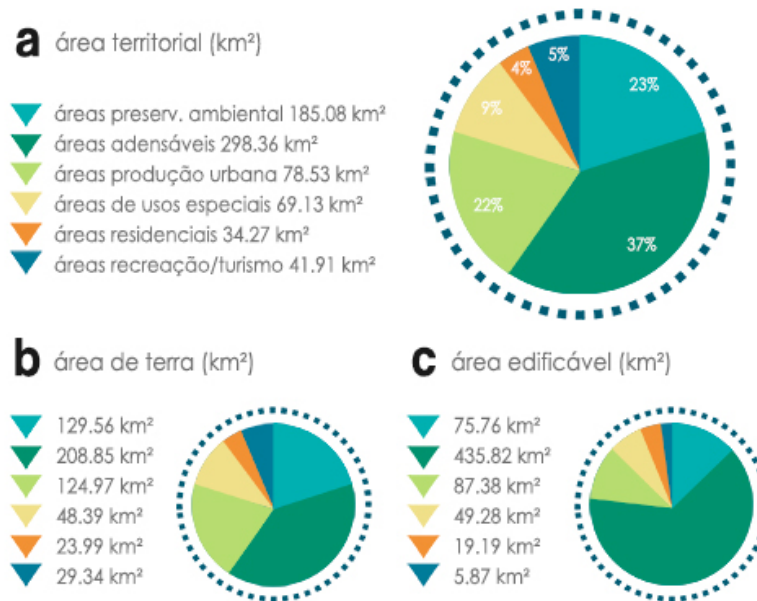 a área territorial (km²)
áreas preserv. ambiental 185.08 km²
áreas adensáveis 298.36 km²
áreas produção urbana 78.53 km²
áreas de usos especiais 69.13 km²
áreas residenciais 34.27 km²
áreas recreação/turismo 41.91 km²
5%
4%
23%
9%
22%
37%
b área de terra (km²)
129.56 km²
208.85 km²
124.97 km²
48.39 km²
23.99 km²
29.34 km²
c área edificável (km²)
75.76 km²
435.82 km²
87.38 km²
49.28 km²
19.19 km²
5.87 km²